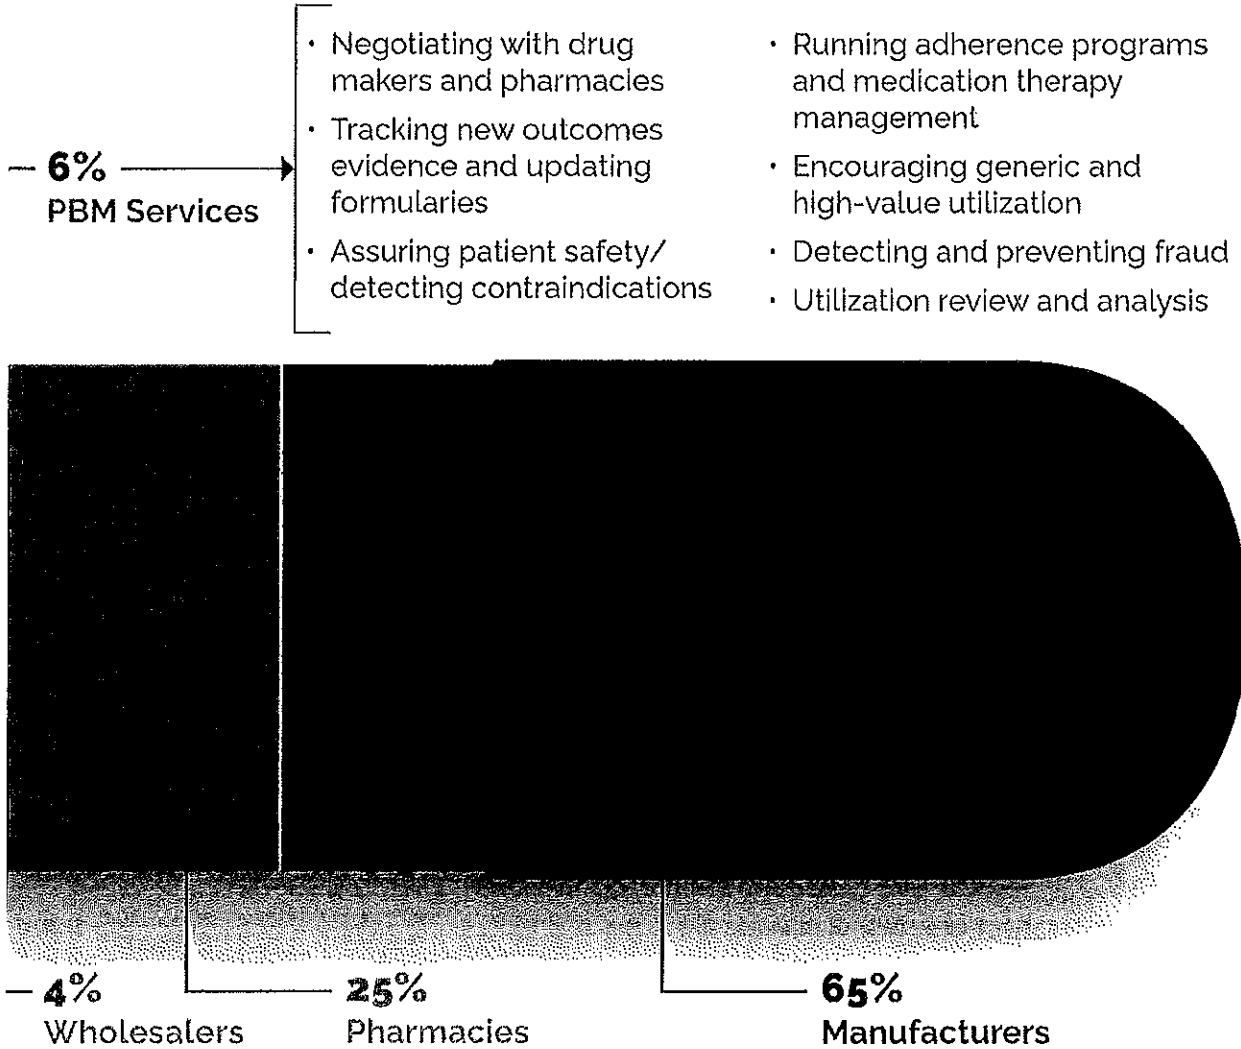 6%
PBM Services
· Negotiating with drug
makers and pharmacies
· Tracking new outcomes
evidence and updating
formularies
· Assuring patient safety/
detecting contraindications
· Running adherence programs
and medication therapy
management
· Encouraging generic and
high-value utilization
· Detecting and preventing fraud
· Utilization review and analysis
4%
Wholesalers
25%
Pharmacies
65%
Manufacturers